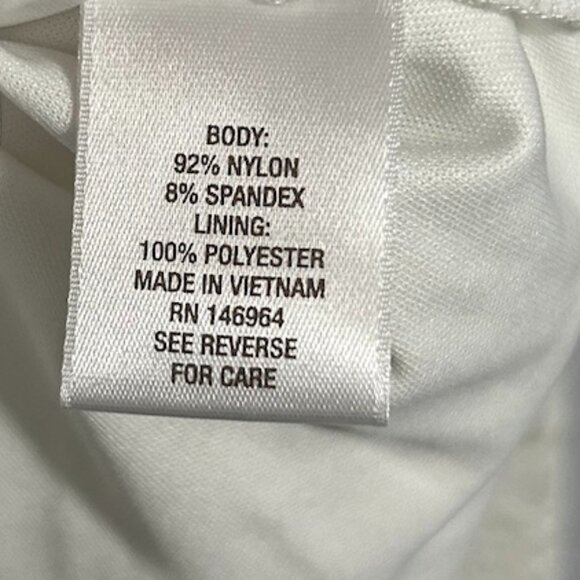 BODY:
92% NYLON
8% SPANDEX
LINING:
100% POLYESTER
MADE IN VIETNAM
RN 146964
SEE REVERSE
FOR CARE